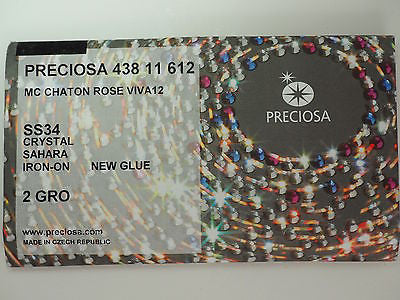 PRECIOSA 438 11 612
MC CHATON ROSE VIVA12
SS34
CRYSTAL
SAHARA
IRON-ON NEW GLUE
2 GRO
www.preciosa.com
MADE IN CZECH REPUBLIC
PRECIOSA